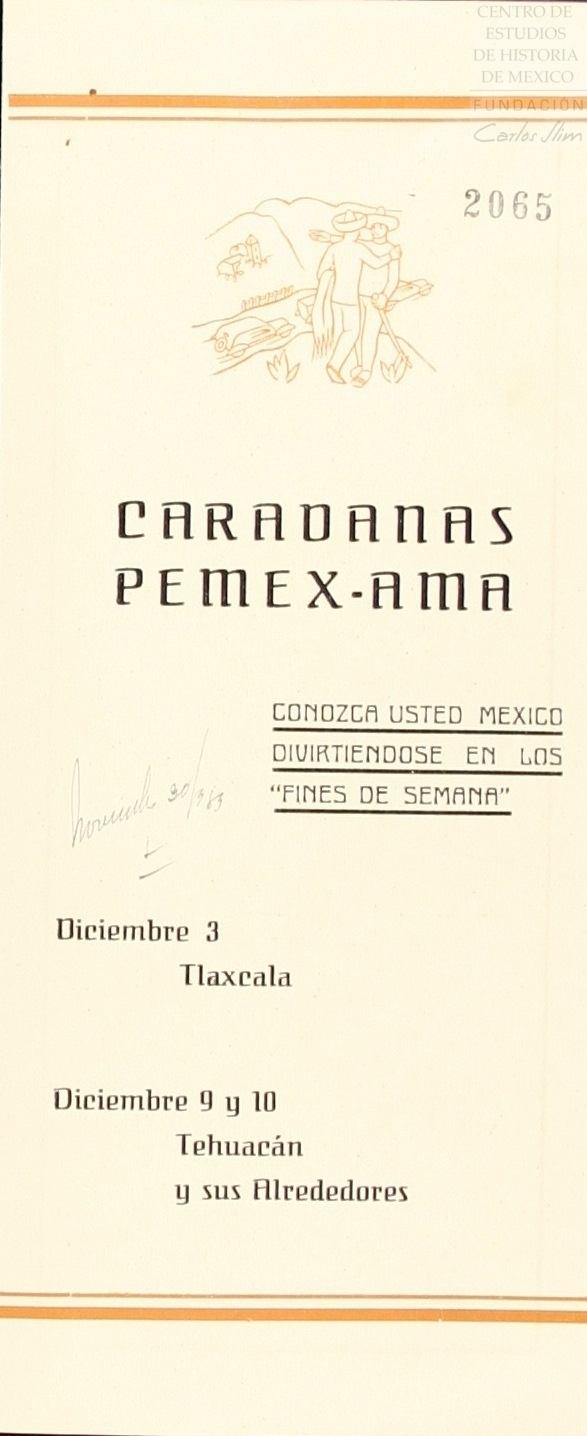 CENTRO DE
ESTUDIOS
DE HISTORIA
DE MEXICO
FUNDACIÓN
Carlos Slim
2065
CARAVANAS
PEMEX-AMA
CONOZCA USTED MEXICO
DIVIRTIENDOSE EN LOS
“FINES DE SEMANA”
Diciembre 3
Tlaxcala
Diciembre 9 y 10
Tehuacán
y sus Alrededores